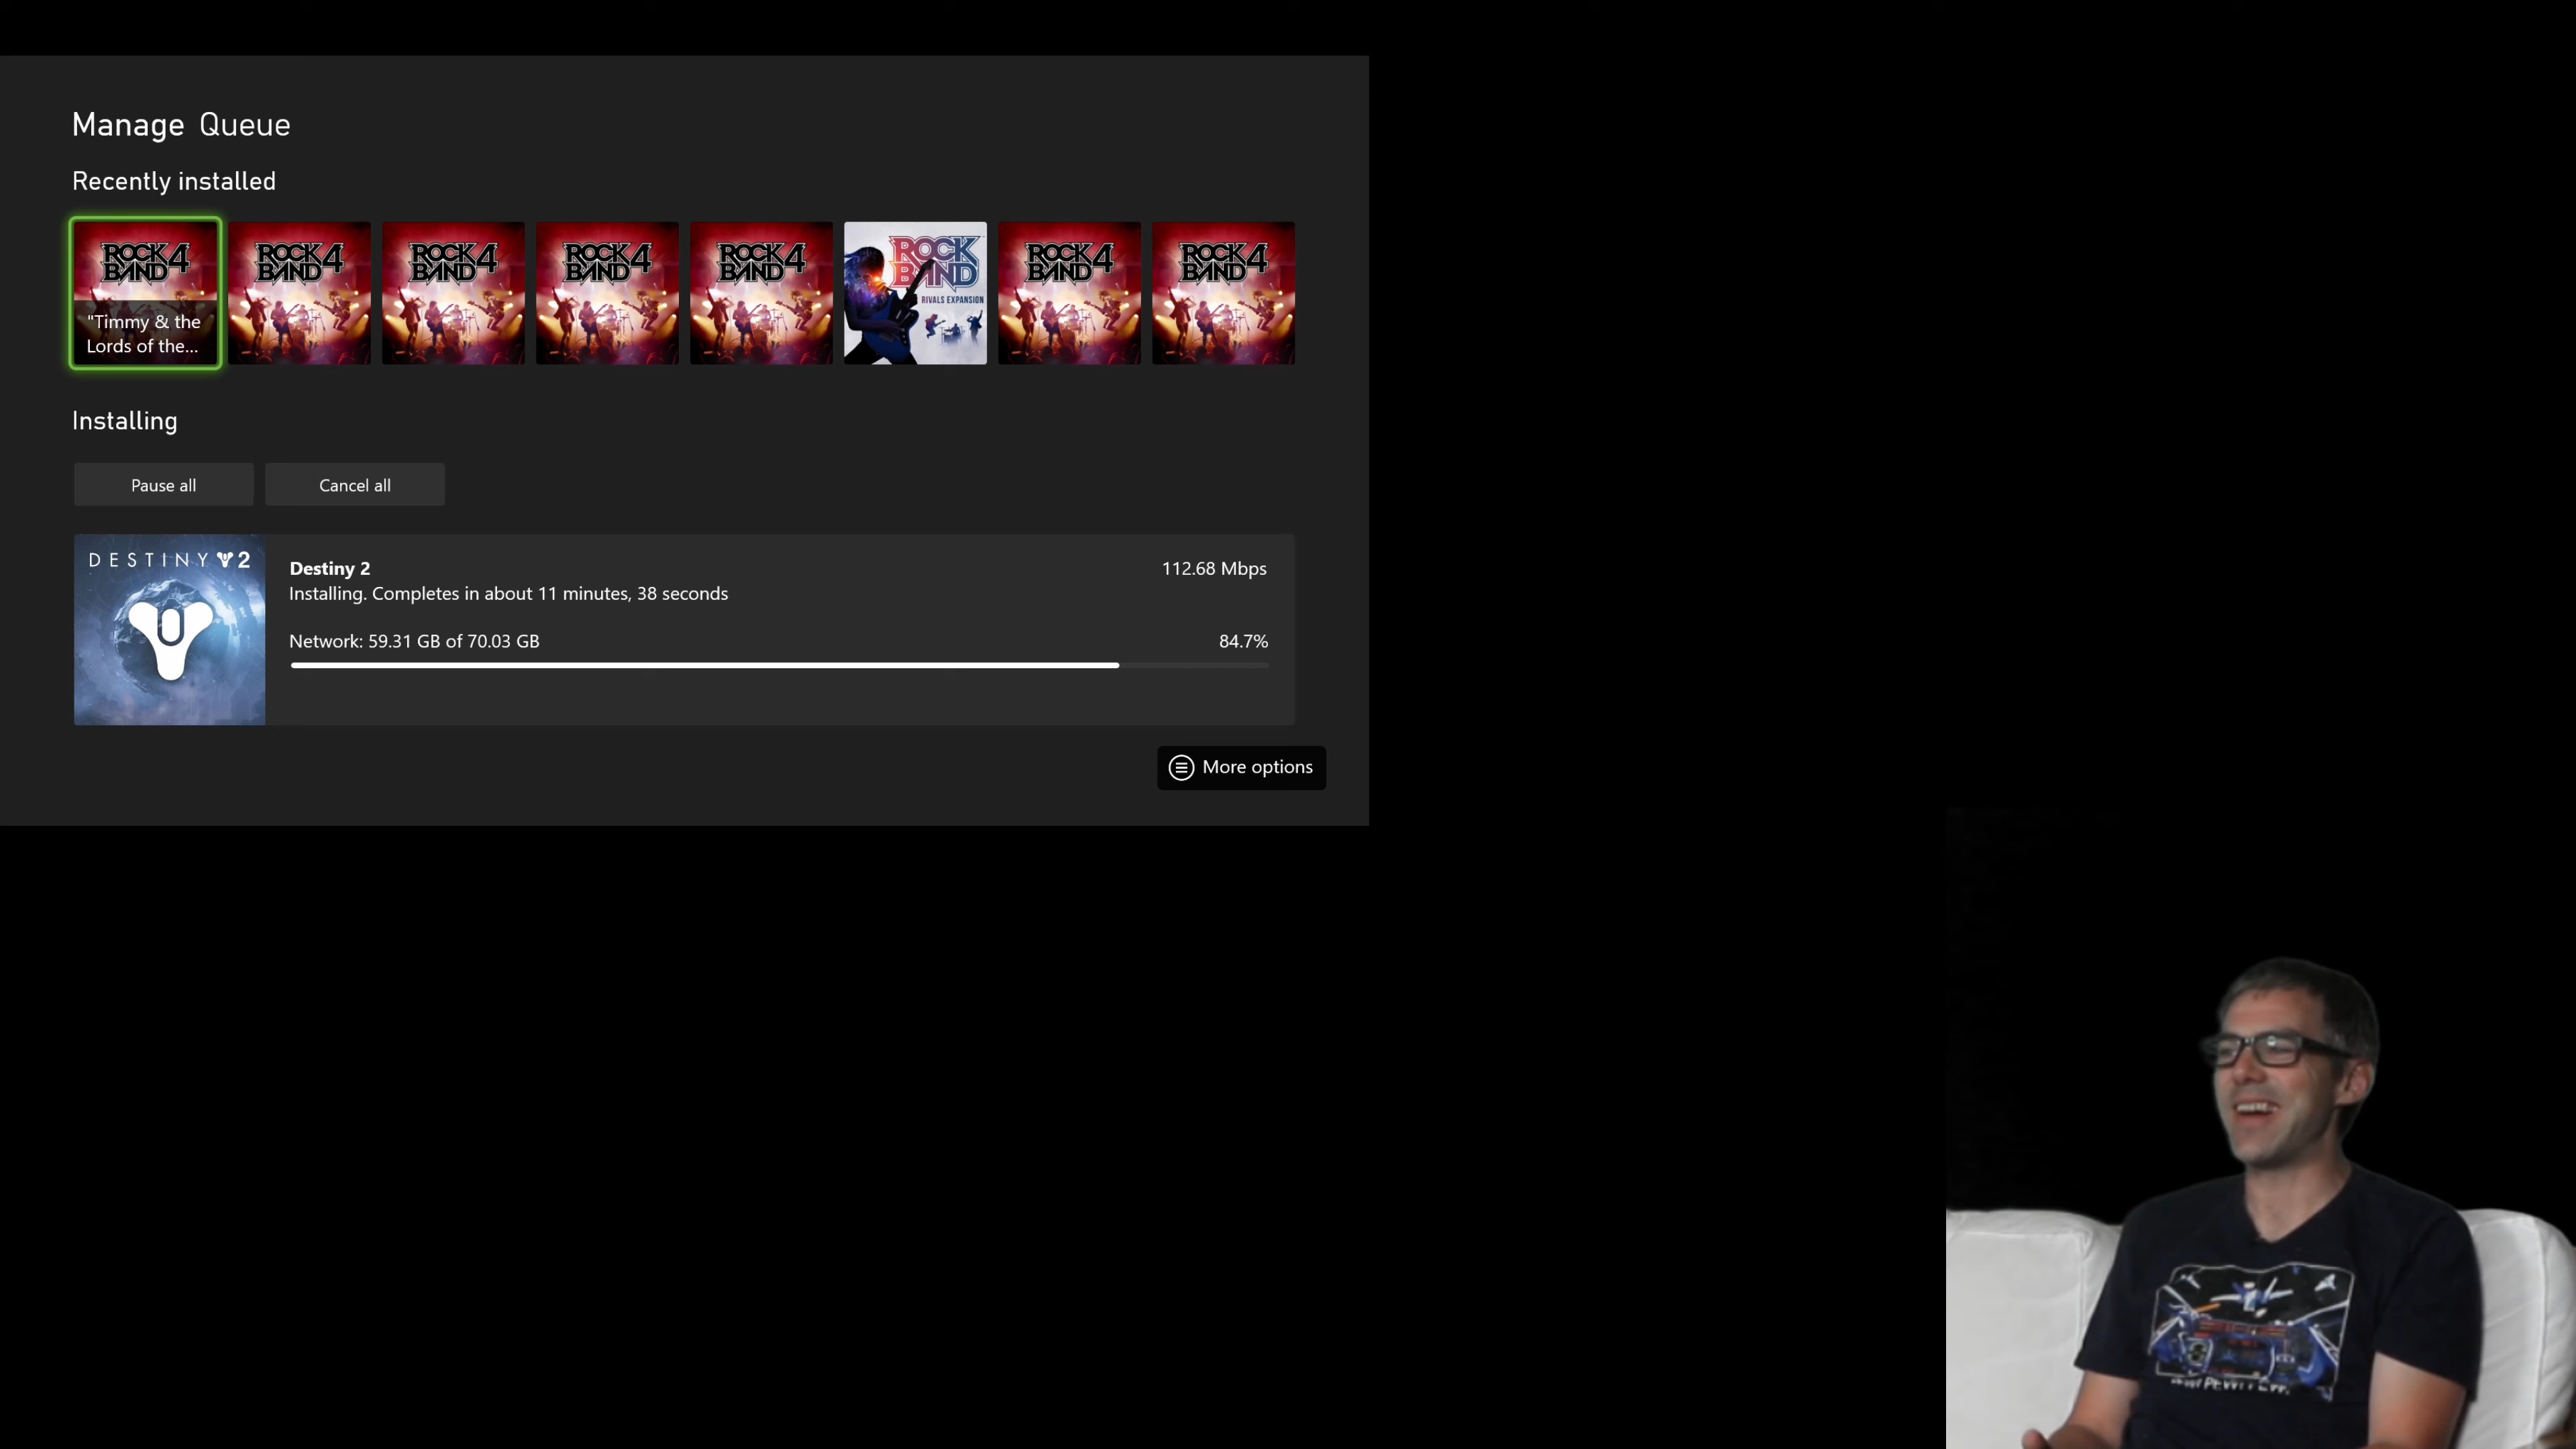 Manage Queue
Recently installed
ROCK BAND 4
"Timmy & the
Lords of the...
ROCK BAND 4
ROCK BAND 4
ROCK BAND 4
ROCK BAND 4
ROCK BAND
RIVALS EXPANSION
ROCK BAND 4
ROCK BAND 4
Installing
Pause all
Cancel all
DESTINY 2
Destiny 2
112.68 Mbps
Installing. Completes in about 11 minutes, 38 seconds
Network: 59.31 GB of 70.03 GB
84.7%
More options